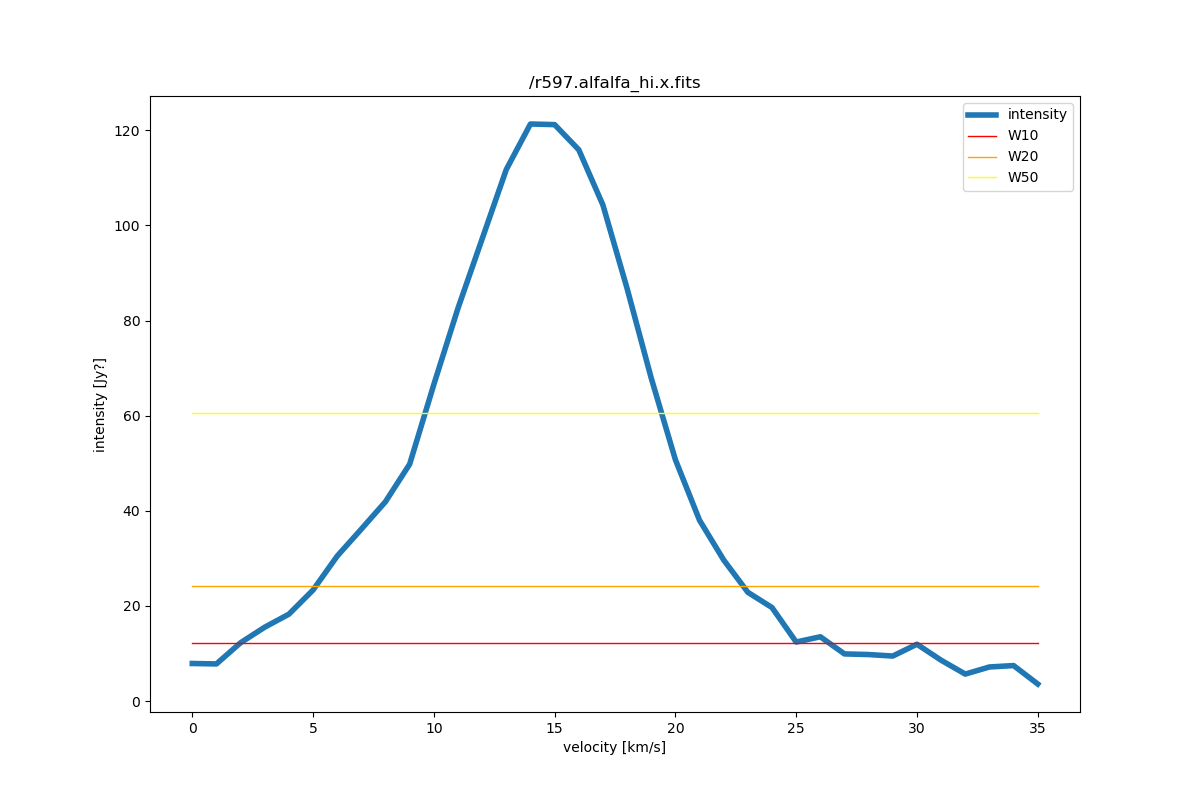 /r597.alfalfa_hi.x.fits
intensity
W10
W20
W50
intensity [Jy?]
120
100
80
60
40
20
0
0 5 10 15 20 25 30 35
velocity [km/s]